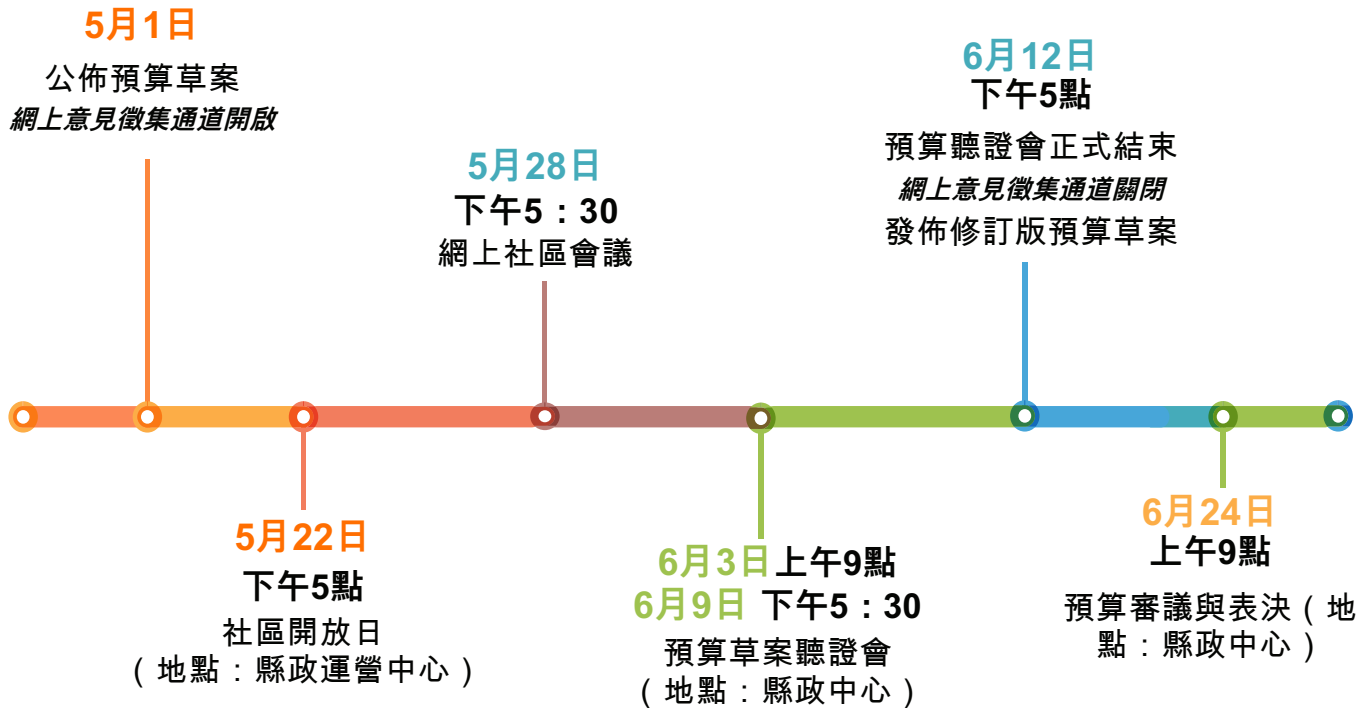 5月1日
公佈預算草案
網上意見徵集通道開啟
5月22日
下午5點
社區開放日
（地點：縣政運營中心）
5月28日
下午5：30
網上社區會議
6月3日上午9點
6月9日 下午5：30
預算草案聽證會
（地點：縣政中心）
6月12日
下午5點
預算聽證會正式結束
網上意見徵集通道關閉
發佈修訂版預算草案
6月24日
上午9點
預算審議與表決（地
點：縣政中心）